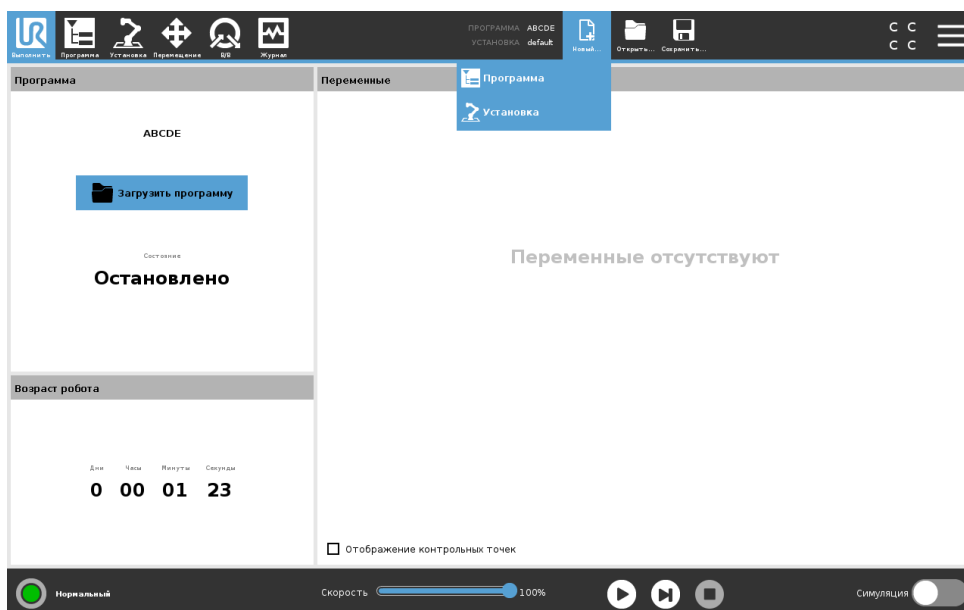 UR
Выполнить
Программа
Установка
Перемещение
В/В
Журнал
ПРОГРАММА ABCDE
УСТАНОВКА default
Новый...
Открыть...
Сохранить...
C C
C C
Программа
Установка
Программа
Переменные
ABCDE
Загрузить программу
Состояние
Остановлено
Переменные отсутствуют
Возраст робота
Дни Часы Минуты Секунды
0 00 01 23
Отображение контрольных точек
Нормальный
Скорость 100%
Симуляция